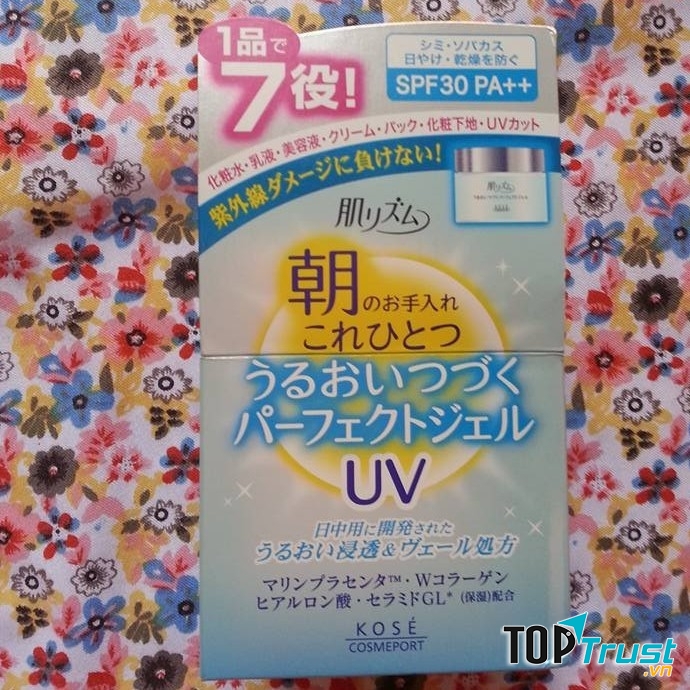 1品で
7役!
シミ・ソバカス
日やけ・乾燥を防ぐ
SPF30 PA++
化粧水・乳液・美容液・クリーム・パック・化粧下地・UVカット
紫外線ダメージに負けない!
肌リズム
肌リズム
朝のお手入れ
これひとつ
うるおいつづく
パーフェクトジェル
UV
日中用に開発された
うるおい浸透&ヴェール処方
マリンプラセンタ™・Wコラーゲン
ヒアルロン酸・セラミドGL* (保湿)配合
KOSÉ
COSMEPORT
TOPTrust.vn